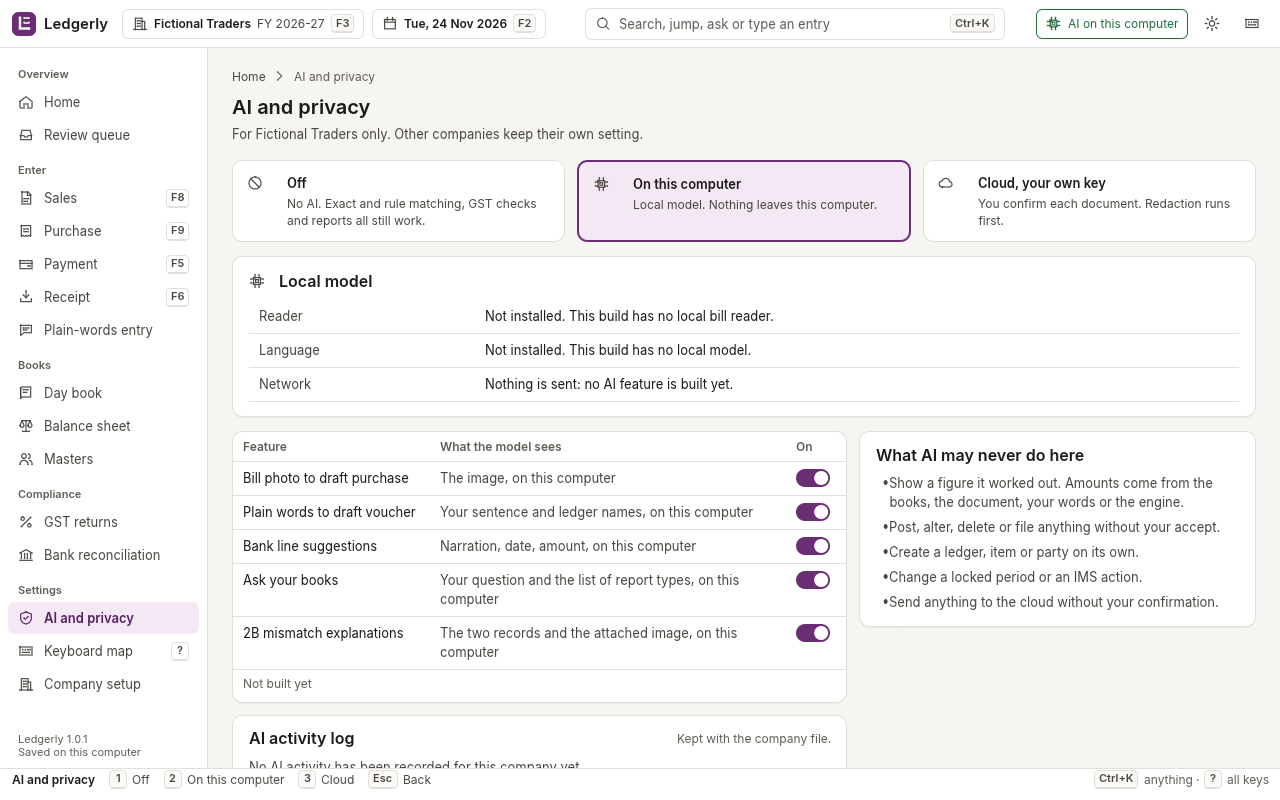 Ledgerly
Fictional Traders FY 2026-27 F3
Tue, 24 Nov 2026 F2
Search, jump, ask or type an entry Ctrl+K
AI on this computer
Overview
Home
Review queue
Enter
Sales F8
Purchase F9
Payment F5
Receipt F6
Plain-words entry
Books
Day book
Balance sheet
Masters
Compliance
GST returns
Bank reconciliation
Settings
AI and privacy
Keyboard map ?
Company setup
Ledgerly 1.0.1
Saved on this computer
Home > AI and privacy
AI and privacy
For Fictional Traders only. Other companies keep their own setting.
Off
No AI. Exact and rule matching, GST checks
and reports all still work.
On this computer
Local model. Nothing leaves this computer.
Cloud, your own key
You confirm each document. Redaction runs
first.
Local model
Reader Not installed. This build has no local bill reader.
Language Not installed. This build has no local model.
Network Nothing is sent: no AI feature is built yet.
Feature What the model sees On
Bill photo to draft purchase The image, on this computer
Plain words to draft voucher Your sentence and ledger names, on this computer
Bank line suggestions Narration, date, amount, on this computer
Ask your books Your question and the list of report types, on this
computer
2B mismatch explanations The two records and the attached image, on this
computer
Not built yet
What AI may never do here
•Show a figure it worked out. Amounts come from the
books, the document, your words or the engine.
•Post, alter, delete or file anything without your accept.
•Create a ledger, item or party on its own.
•Change a locked period or an IMS action.
•Send anything to the cloud without your confirmation.
AI activity log Kept with the company file.
No AI activity has been recorded for this company yet
AI and privacy 1 Off 2 On this computer 3 Cloud Esc Back
Ctrl+K anything · ? all keys